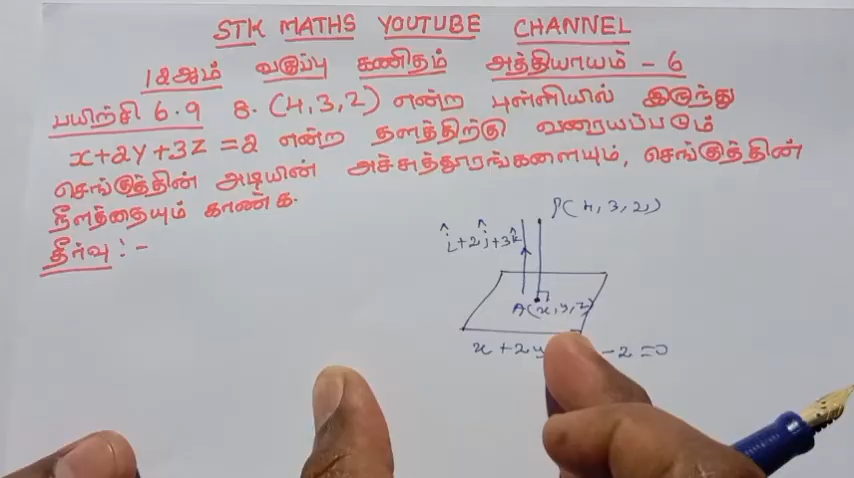 STK MATHS YOUTUBE CHANNEL
12ஆம் வகுப்பு கணிதம் அத்தியாயம் - 6
பயிற்சி 6.9 8. (4,3,2) என்ற புள்ளியில் இருந்து
x+2y+3z=2 என்ற தளத்திற்கு வரையப்படும்
செங்குத்தின் அடியின் அச்சுத்தூரங்களையும், செங்குத்தின்
நீளத்தையும் காண்க.
தீர்வு :-
P(4,3,2)
î+2ĵ+3k̂
A(x,y,z)
x+2y -2=0